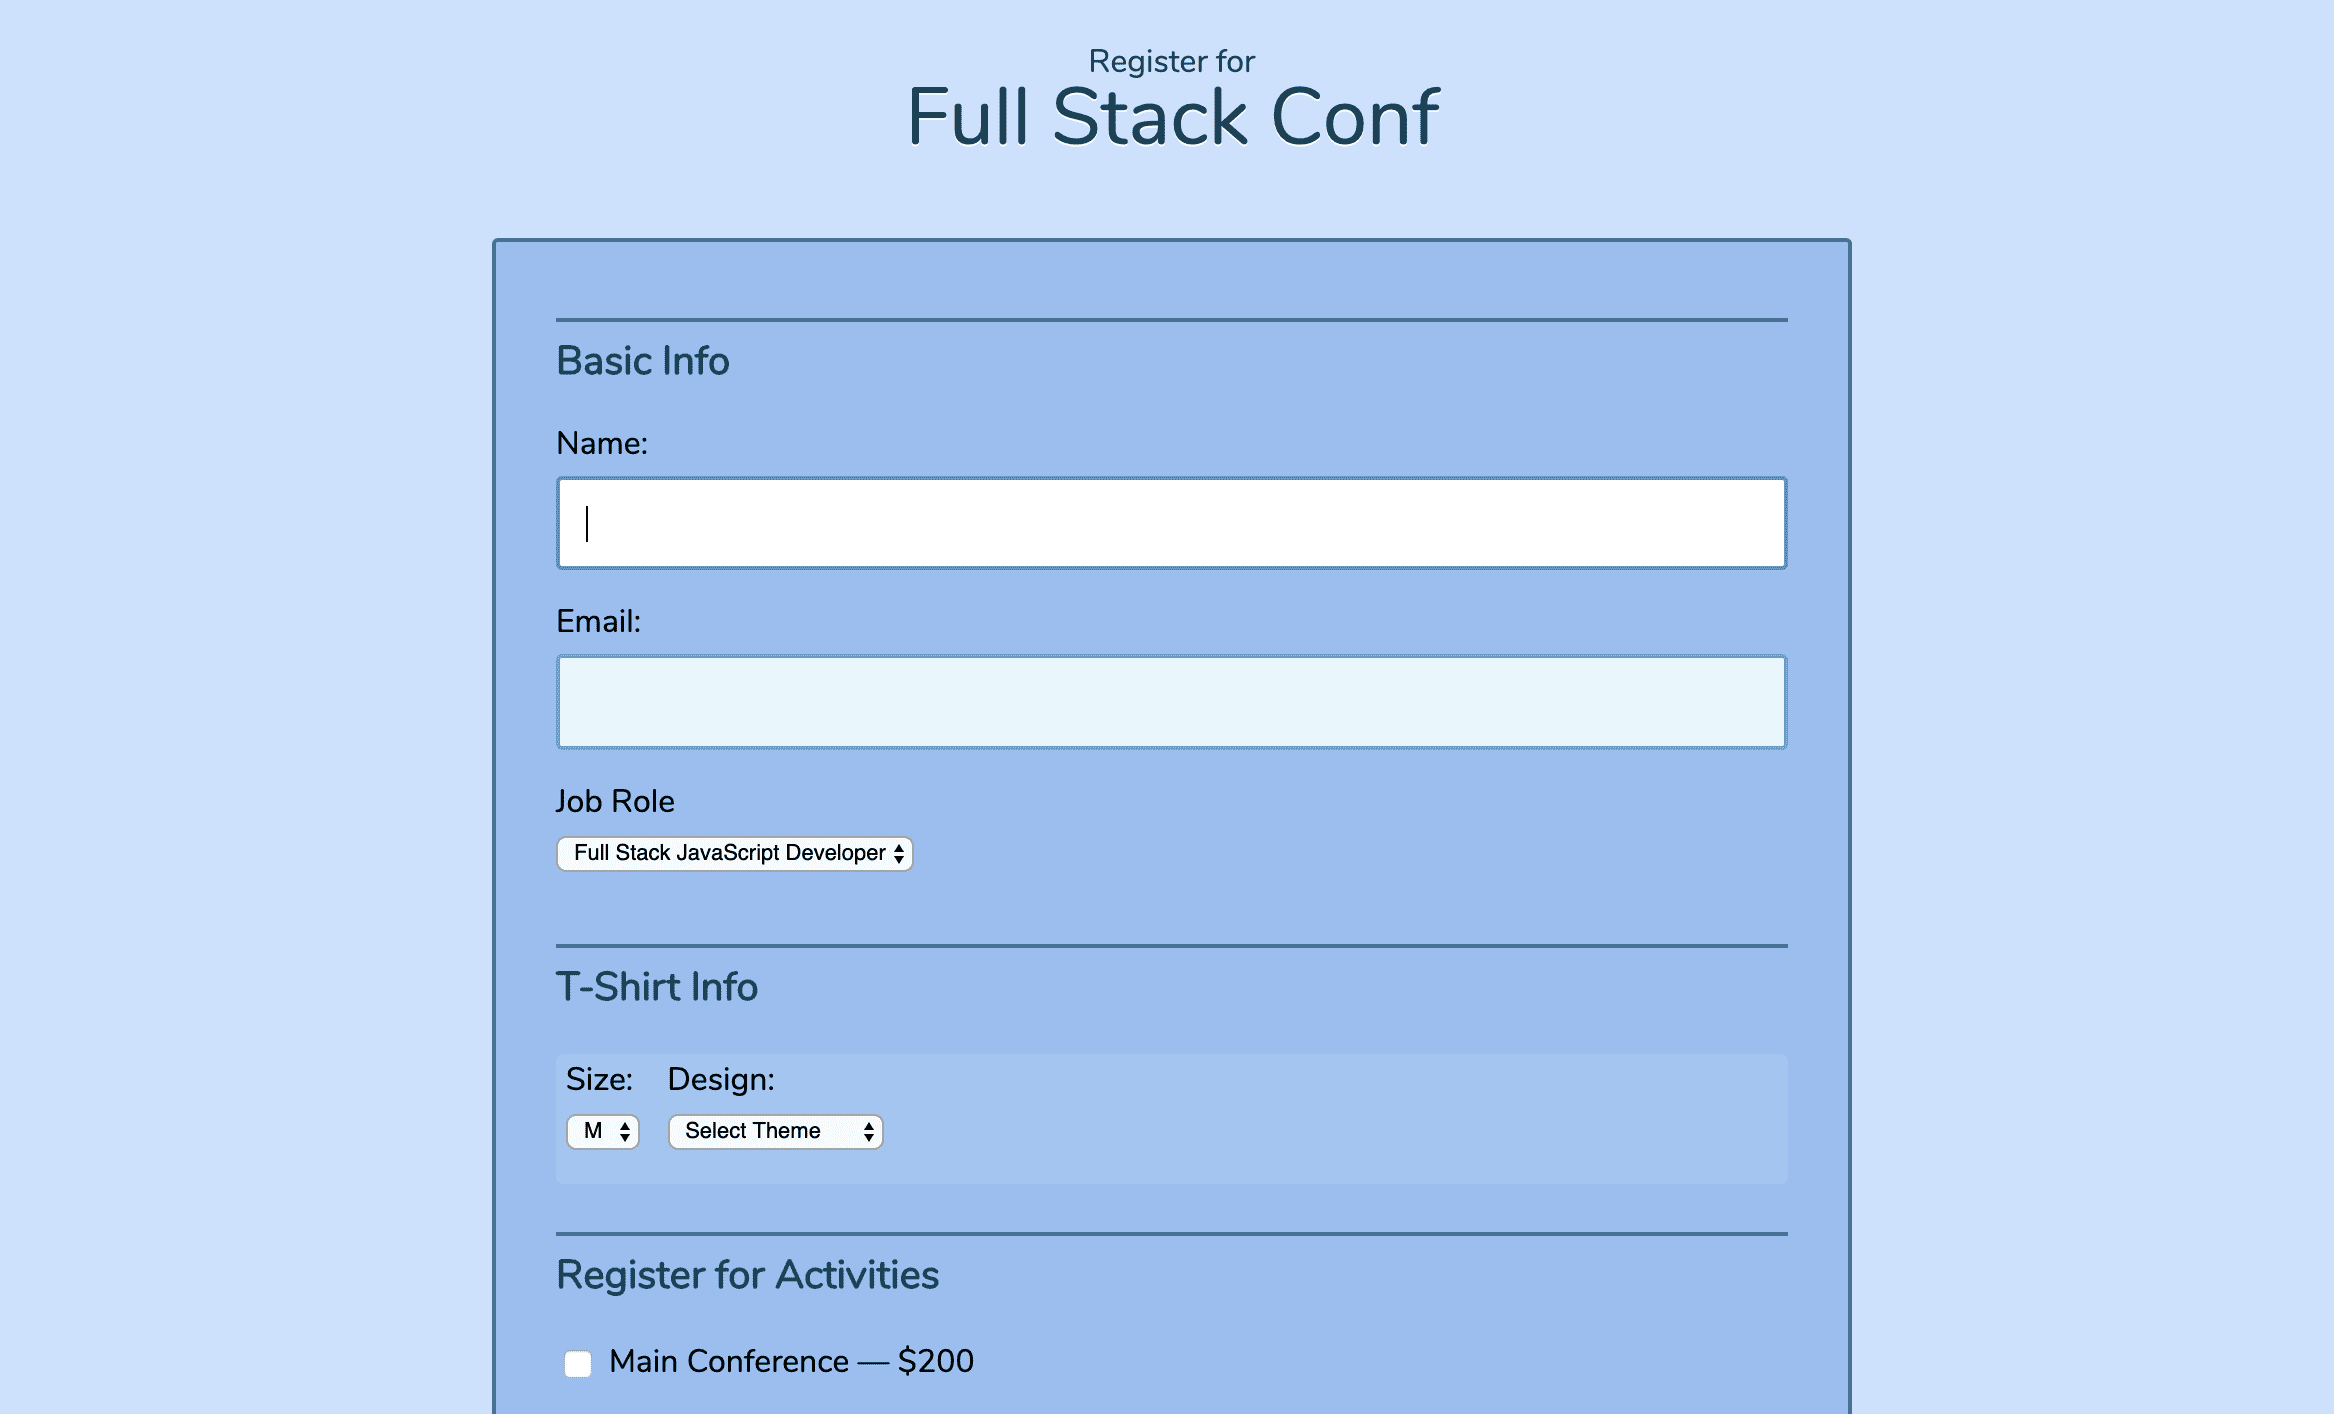 Register for
Full Stack Conf
Basic Info
Name:
Email:
Job Role
Full Stack JavaScript Developer
T-Shirt Info
Size: Design:
M Select Theme
Register for Activities
Main Conference — $200